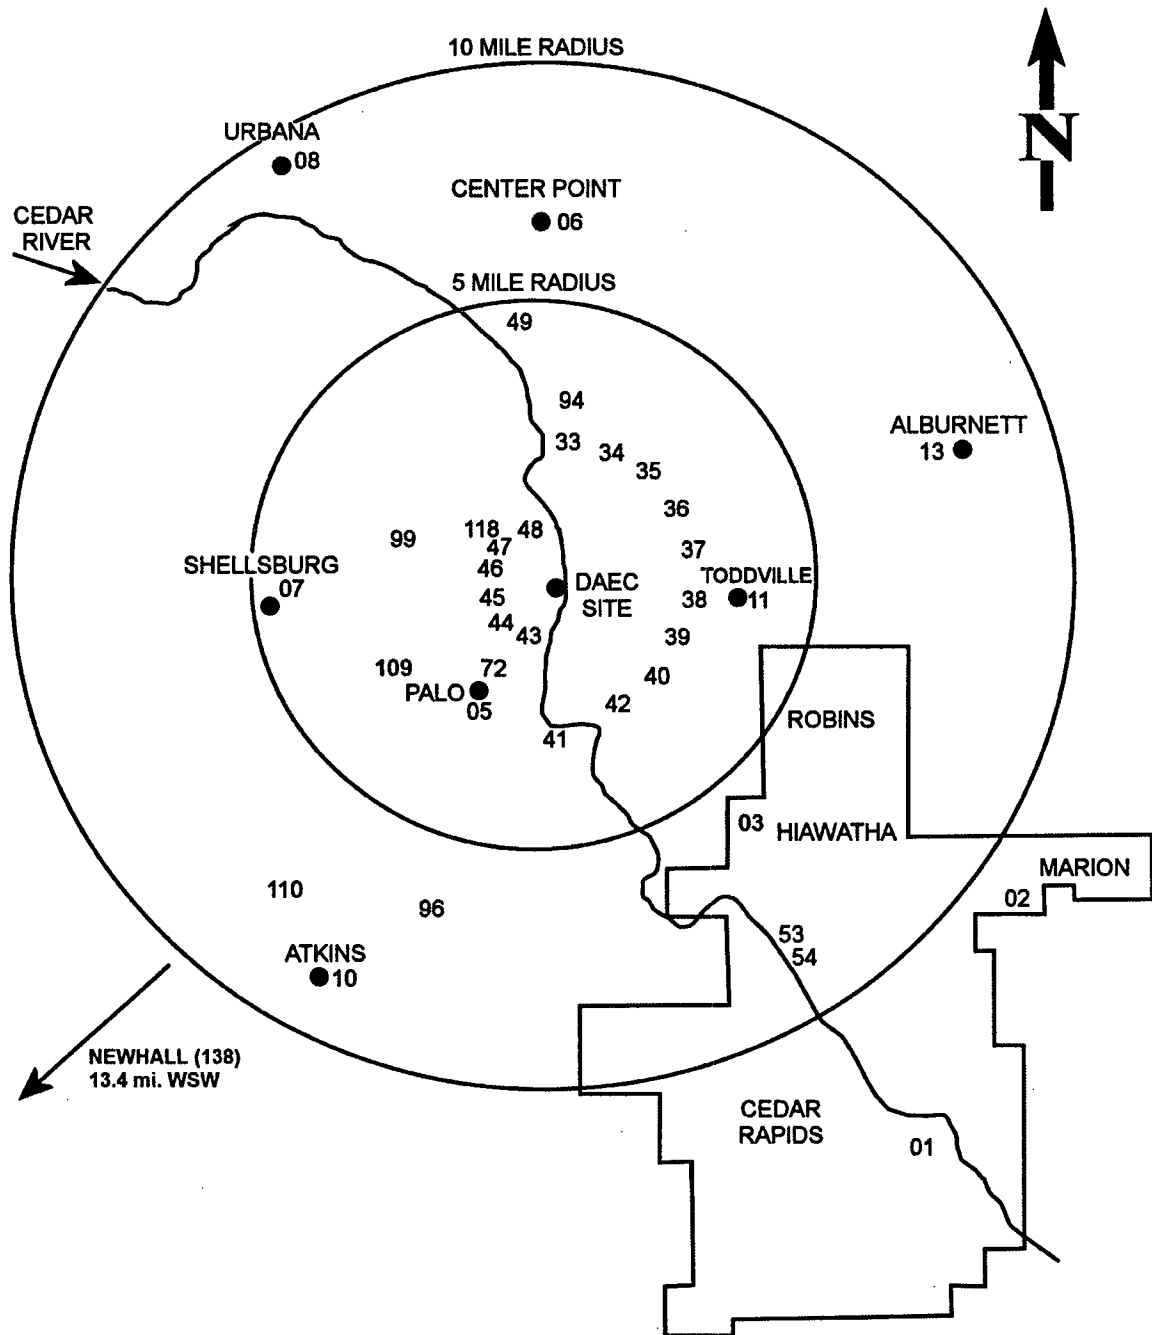 10 MILE RADIUS
N
URBANA
08
CENTER POINT
06
CEDAR
RIVER
5 MILE RADIUS
49
94
ALBURNETT
13
33
34
35
36
118
48
99
47
37
46
SHELLSBURG
07
DAEC
SITE
TODDVILLE
11
45
38
44
43
39
109
72
PALO
05
40
42
41
ROBINS
03
HIAWATHA
MARION
02
110
96
53
54
ATKINS
10
NEWHALL (138)
13.4 mi. WSW
CEDAR
RAPIDS
01